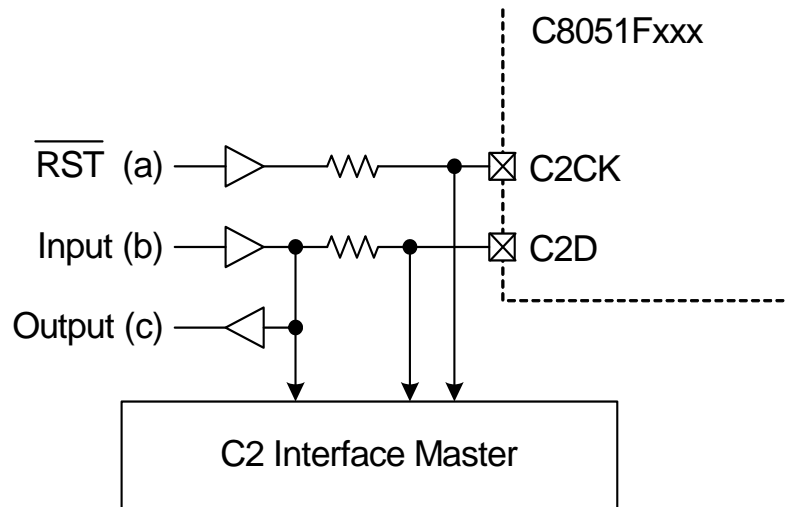 C8051Fxxx
RST (a)
C2CK
Input (b)
C2D
Output (c)
C2 Interface Master